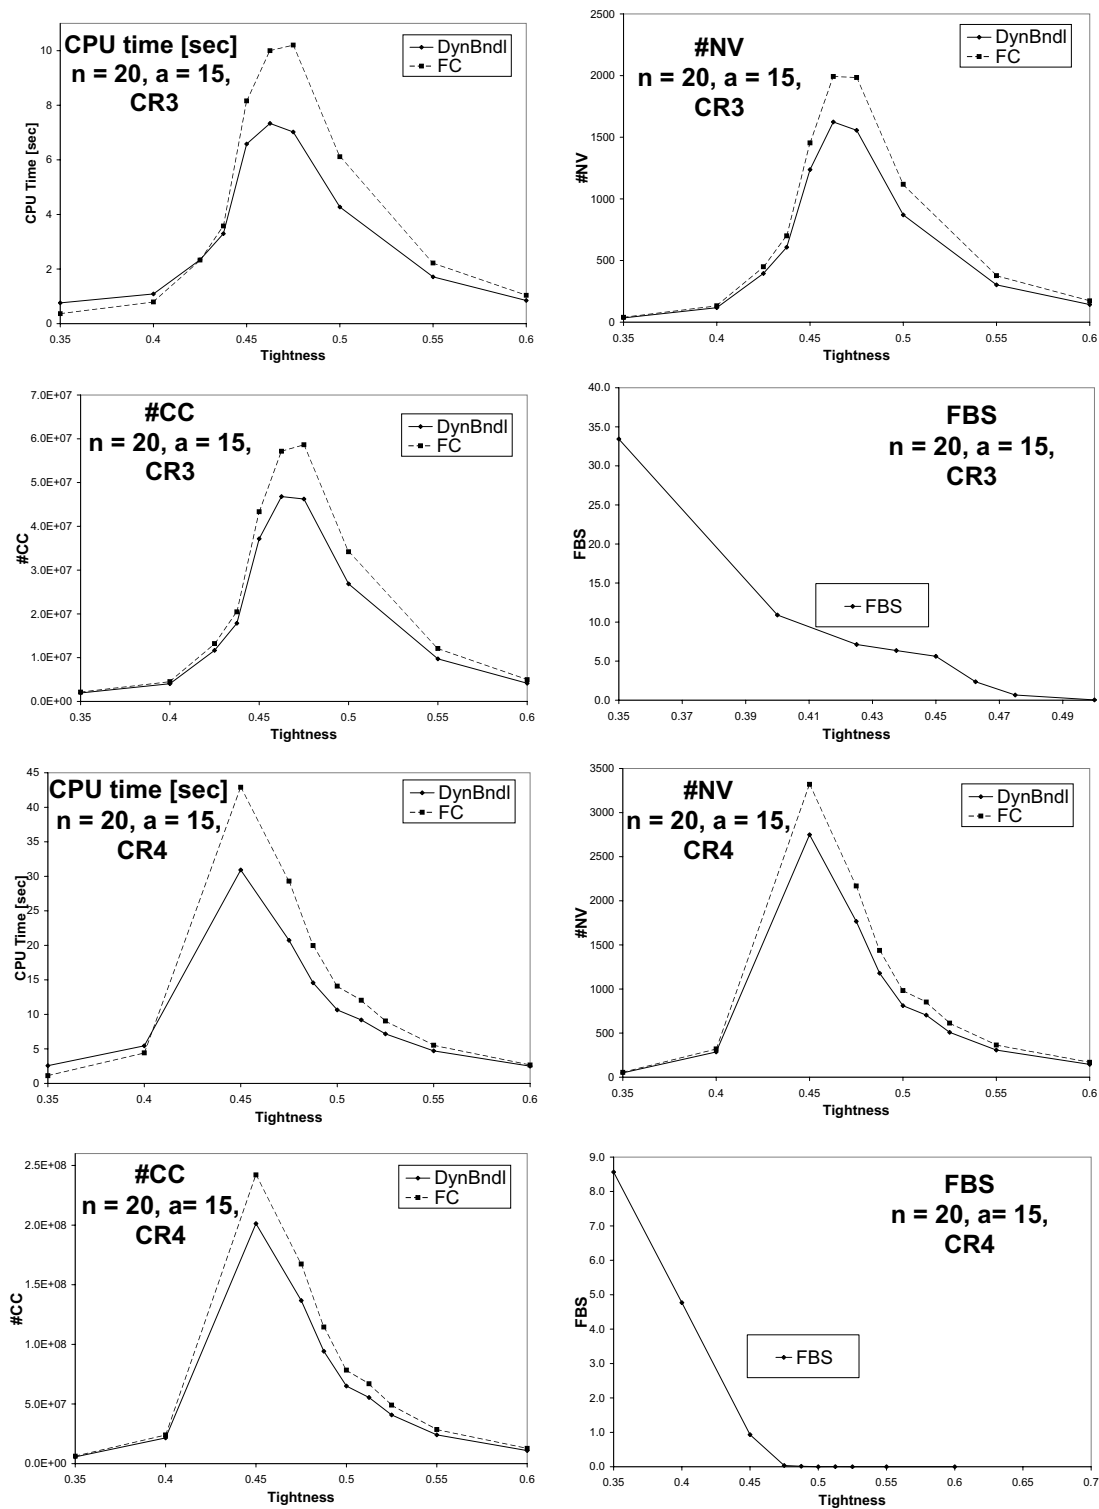 CPU time [sec]
n = 20, a = 15,
CR3
DynBndl
FC
10
8
6
4
2
0
CPU Time [sec]
0.35 0.4 0.45 0.5 0.55 0.6
Tightness
#NV
n = 20, a = 15,
CR3
DynBndl
FC
2500
2000
1500
1000
500
0
#NV
0.35 0.4 0.45 0.5 0.55 0.6
Tightness
#CC
n = 20, a = 15,
CR3
DynBndl
FC
7.0E+07
6.0E+07
5.0E+07
4.0E+07
3.0E+07
2.0E+07
1.0E+07
0.0E+00
#CC
0.35 0.4 0.45 0.5 0.55 0.6
Tightness
FBS
n = 20, a = 15,
CR3
FBS
40.0
35.0
30.0
25.0
20.0
15.0
10.0
5.0
0.0
FBS
0.35 0.37 0.39 0.41 0.43 0.45 0.47 0.49
Tightness
CPU time [sec]
n = 20, a = 15,
CR4
DynBndl
FC
45
40
35
30
25
20
15
10
5
0
CPU Time [sec]
0.35 0.4 0.45 0.5 0.55 0.6
Tightness
#NV
n = 20, a = 15,
CR4
DynBndl
FC
3500
3000
2500
2000
1500
1000
500
0
#NV
0.35 0.4 0.45 0.5 0.55 0.6
Tightness
#CC
n = 20, a= 15,
CR4
DynBndl
FC
2.5E+08
2.0E+08
1.5E+08
1.0E+08
5.0E+07
0.0E+00
#CC
0.35 0.4 0.45 0.5 0.55 0.6
Tightness
FBS
n = 20, a= 15,
CR4
FBS
9.0
8.0
7.0
6.0
5.0
4.0
3.0
2.0
1.0
0.0
FBS
0.35 0.4 0.45 0.5 0.55 0.6 0.65 0.7
Tightness